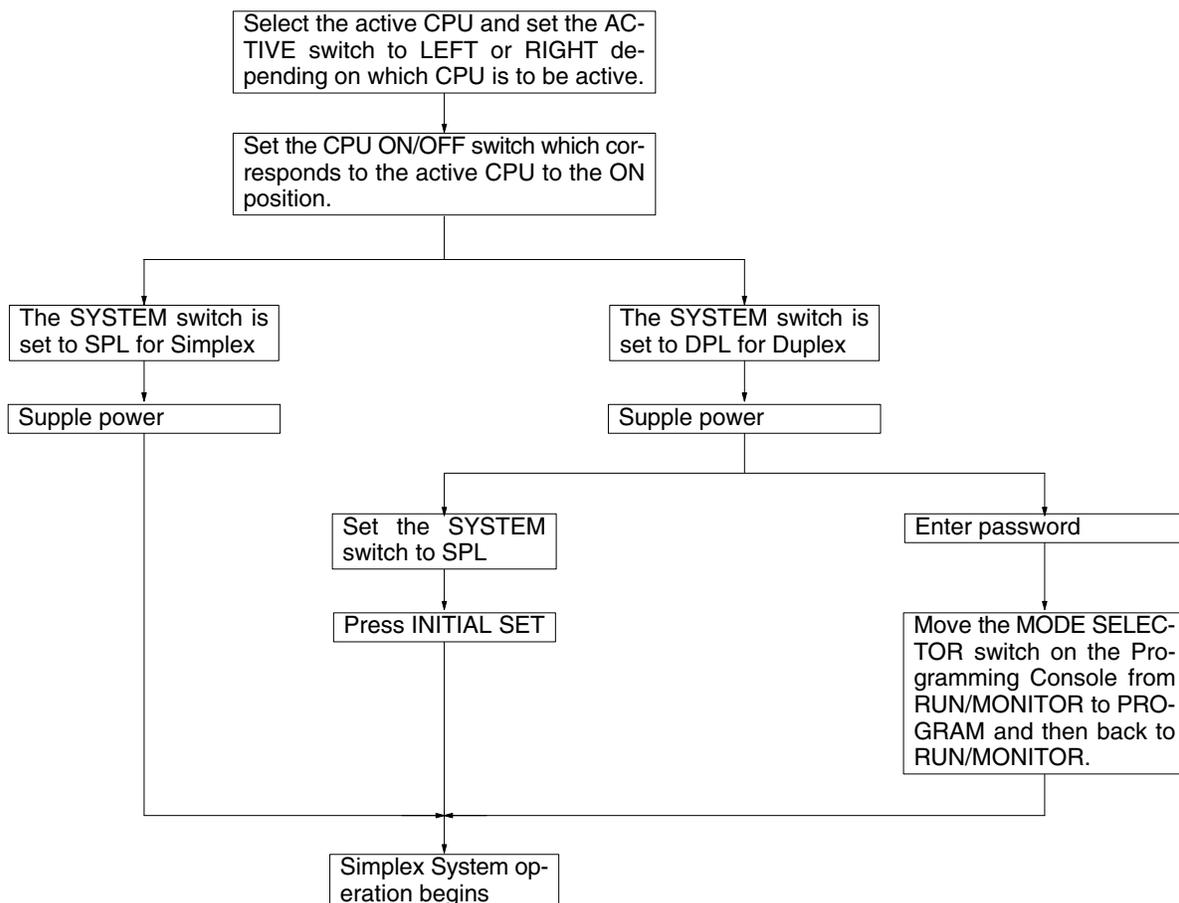 Select the active CPU and set the AC-
TIVE switch to LEFT or RIGHT de-
pending on which CPU is to be active.
Set the CPU ON/OFF switch which cor-
responds to the active CPU to the ON
position.
The SYSTEM switch is
set to SPL for Simplex
The SYSTEM switch is
set to DPL for Duplex
Supple power
Supple power
Set the SYSTEM
switch to SPL
Enter password
Press INITIAL SET
Move the MODE SELEC-
TOR switch on the Pro-
gramming Console from
RUN/MONITOR to PRO-
GRAM and then back to
RUN/MONITOR.
Simplex System op-
eration begins